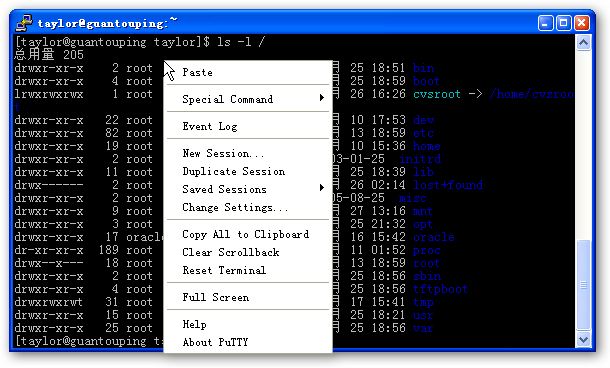 taylor@guantouping:~
[taylor@guantouping taylor]$ ls -l /
总用量 205
drwxr-xr-x 2 root 月 25 18:51 bin
drwxr-xr-x 4 root 月 25 18:59 boot
lrwxrwxrwx 1 root 月 26 16:26 cvsroot -> /home/cvsroo
t
drwxr-xr-x 22 root 月 10 17:53 dev
drwxr-xr-x 82 root 月 13 18:59 etc
drwxr-xr-x 19 root 月 10 15:36 home
drwxr-xr-x 2 root 03-01-25 initrd
drwxr-xr-x 11 root 月 25 18:39 lib
drwx------ 2 root 月 26 02:14 lost+found
drwxr-xr-x 2 root 05-08-25 misc
drwxr-xr-x 9 root 月 27 13:16 mnt
drwxr-xr-x 3 root 月 25 21:32 opt
drwxr-xr-x 17 oracle 月 16 15:42 oracle
dr-xr-xr-x 189 root 月 11 01:52 proc
drwx--x--- 18 root 月 13 18:59 root
drwxr-xr-x 2 root 月 25 18:56 sbin
drwxr-xr-x 4 root 月 25 18:56 tftpboot
drwxrwxrwt 31 root 月 17 15:41 tmp
drwxr-xr-x 15 root 月 25 18:21 usr
drwxr-xr-x 25 root 月 25 18:56 var
[taylor@guantouping t
Paste
Special Command
Event Log
New Session...
Duplicate Session
Saved Sessions
Change Settings...
Copy All to Clipboard
Clear Scrollback
Reset Terminal
Full Screen
Help
About PuTTY